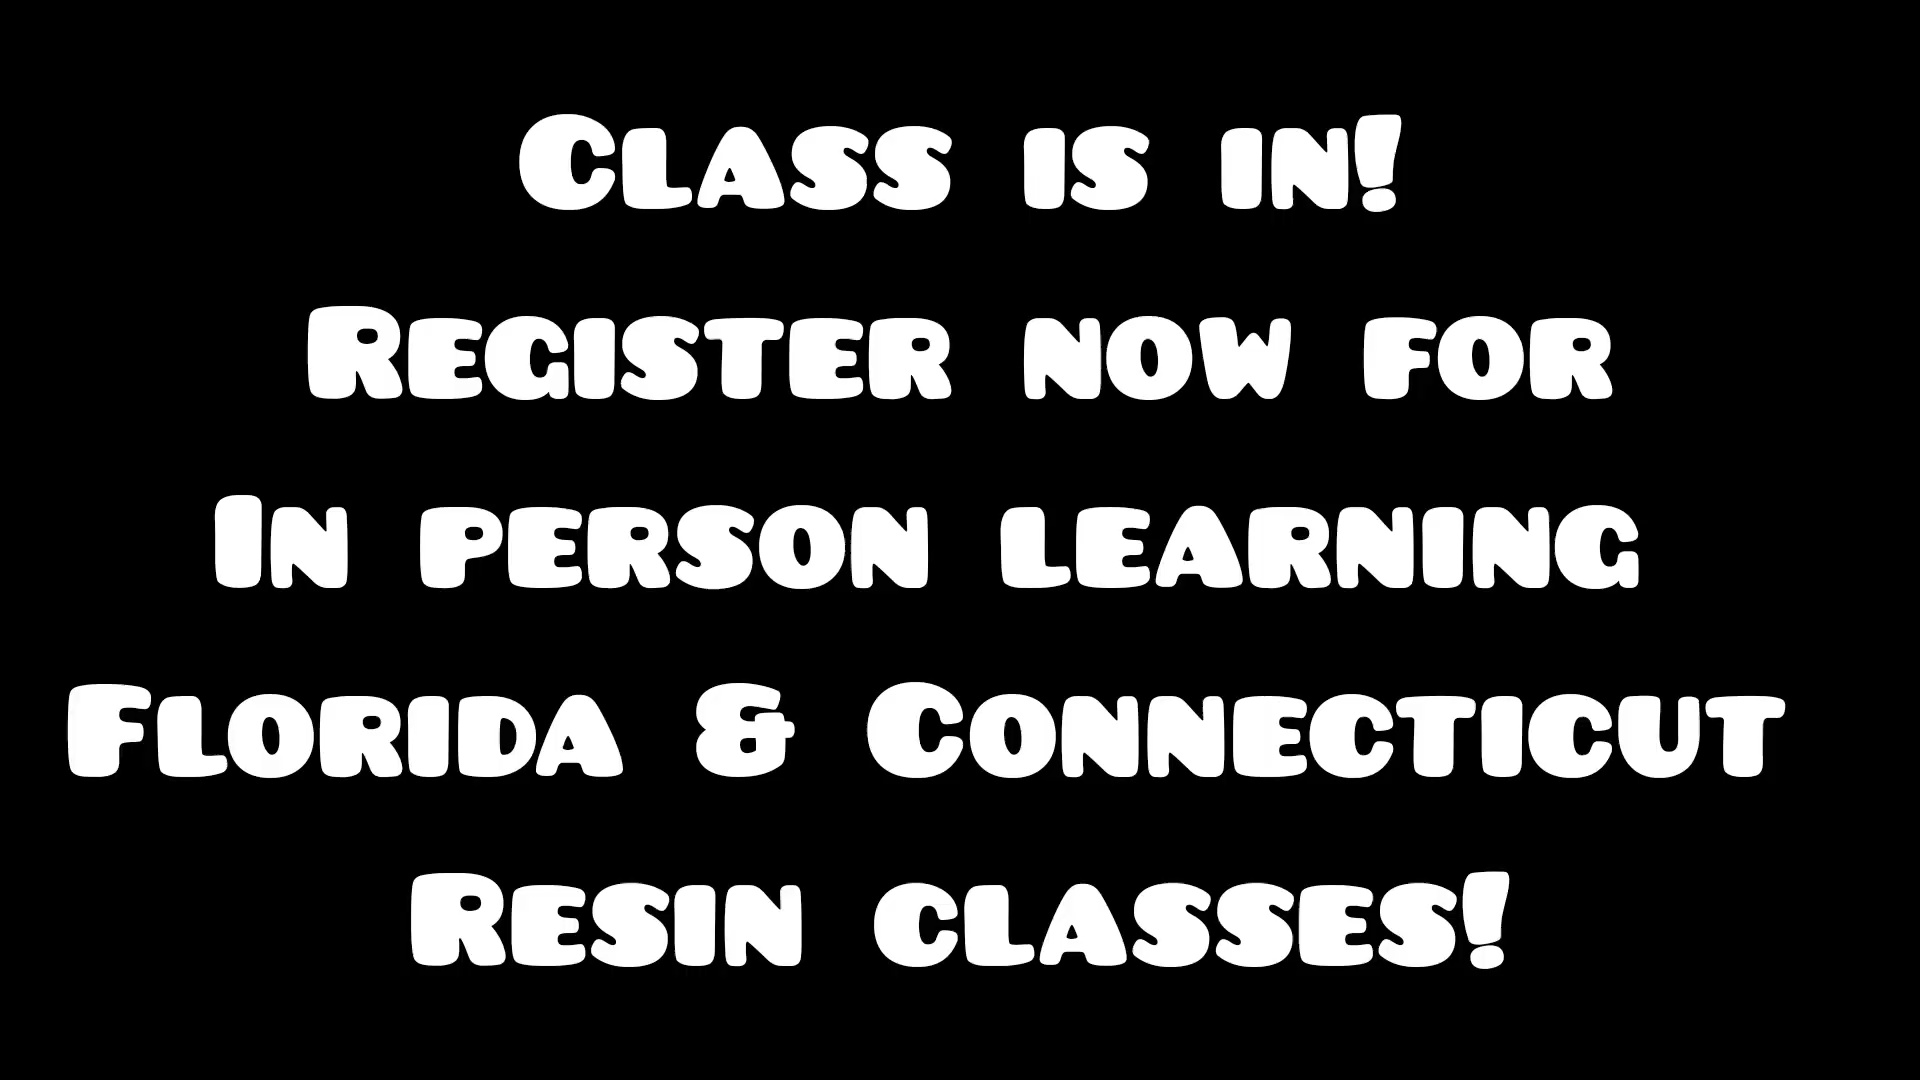 Class is in!
Register now for
In person learning
Florida & Connecticut
Resin classes!